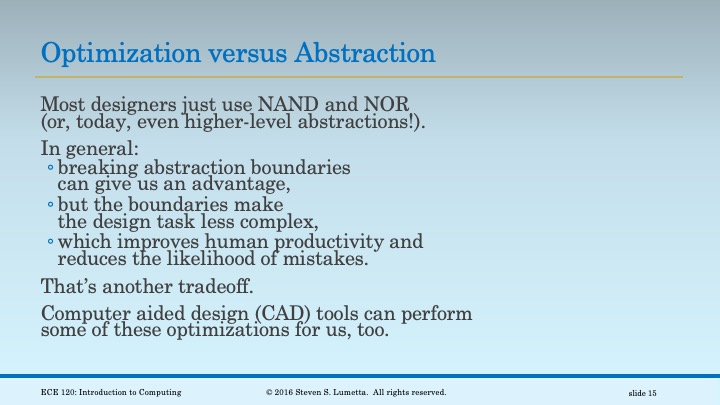 Optimization versus Abstraction
Most designers just use NAND and NOR
(or, today, even higher-level abstractions!).
In general:
◦ breaking abstraction boundaries
can give us an advantage,
◦ but the boundaries make
the design task less complex,
◦ which improves human productivity and
reduces the likelihood of mistakes.
That’s another tradeoff.
Computer aided design (CAD) tools can perform
some of these optimizations for us, too.
ECE 120: Introduction to Computing
© 2016 Steven S. Lumetta. All rights reserved.
slide 15